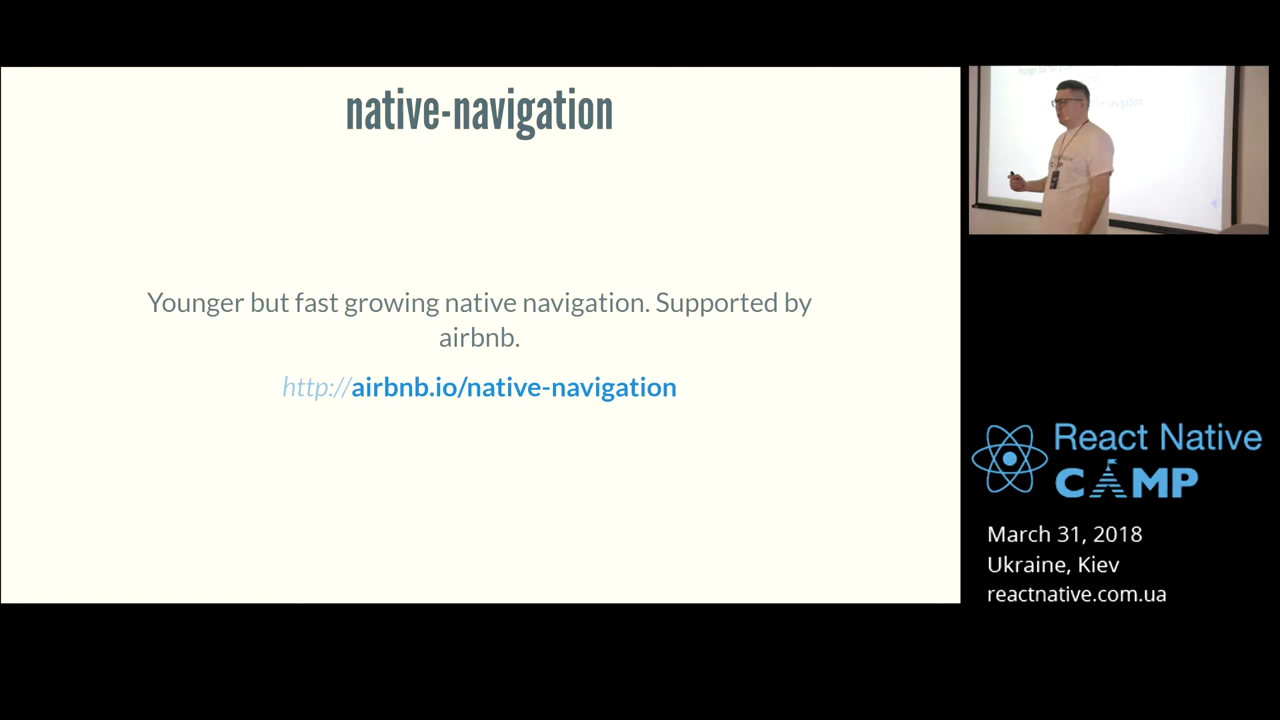 native-navigation
Younger but fast growing native navigation. Supported by
airbnb.
http://airbnb.io/native-navigation
React Native
CAMP
March 31, 2018
Ukraine, Kiev
reactnative.com.ua